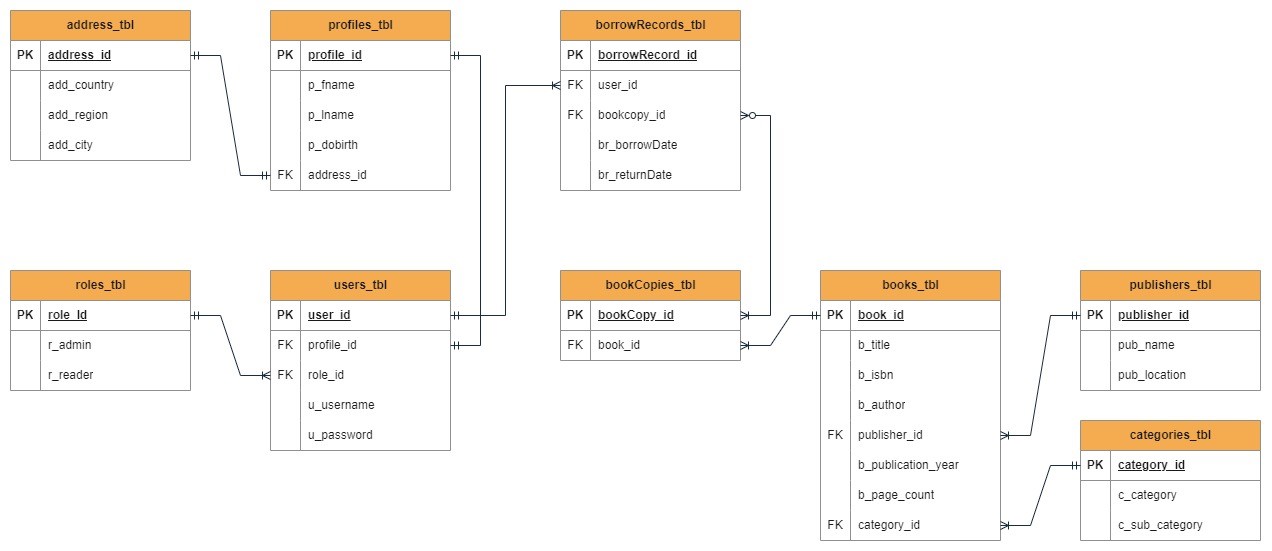 address_tbl
PK address_id
add_country
add_region
add_city
profiles_tbl
PK profile_id
p_fname
p_lname
p_dobirth
FK address_id
borrowRecords_tbl
PK borrowRecord_id
FK user_id
FK bookcopy_id
br_borrowDate
br_returnDate
roles_tbl
PK role_Id
r_admin
r_reader
users_tbl
PK user_id
FK profile_id
FK role_id
u_username
u_password
bookCopies_tbl
PK bookCopy_id
FK book_id
books_tbl
PK book_id
b_title
b_isbn
b_author
FK publisher_id
b_publication_year
b_page_count
FK category_id
publishers_tbl
PK publisher_id
pub_name
pub_location
categories_tbl
PK category_id
c_category
c_sub_category